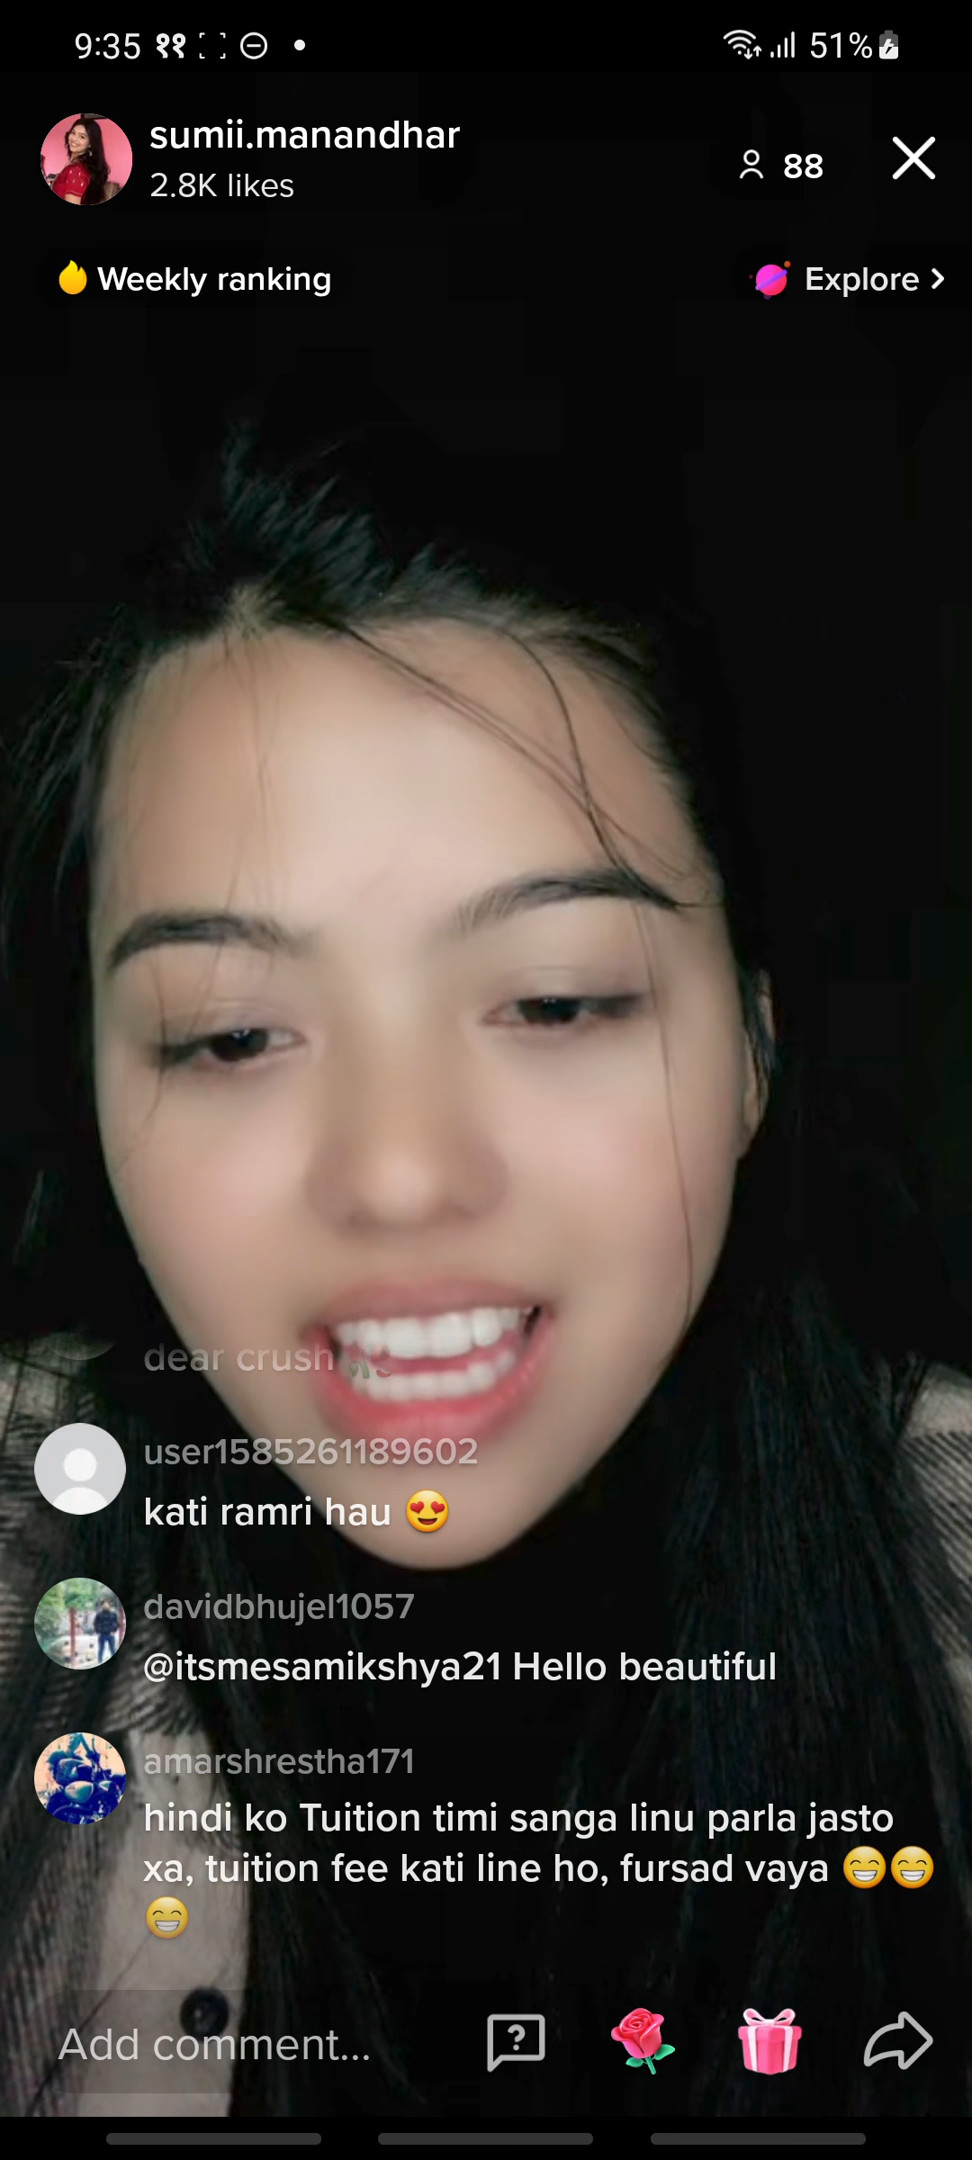 9:35 ११ 51%
sumii.manandhar
2.8K likes
88
Weekly ranking
Explore
dear crush
user1585261189602
kati ramri hau 😍
davidbhujel1057
@itsmesamikshya21 Hello beautiful
amarshrestha171
hindi ko Tuition timi sanga linu parla jasto
xa, tuition fee kati line ho, fursad vaya 😁😁
😁
Add comment...